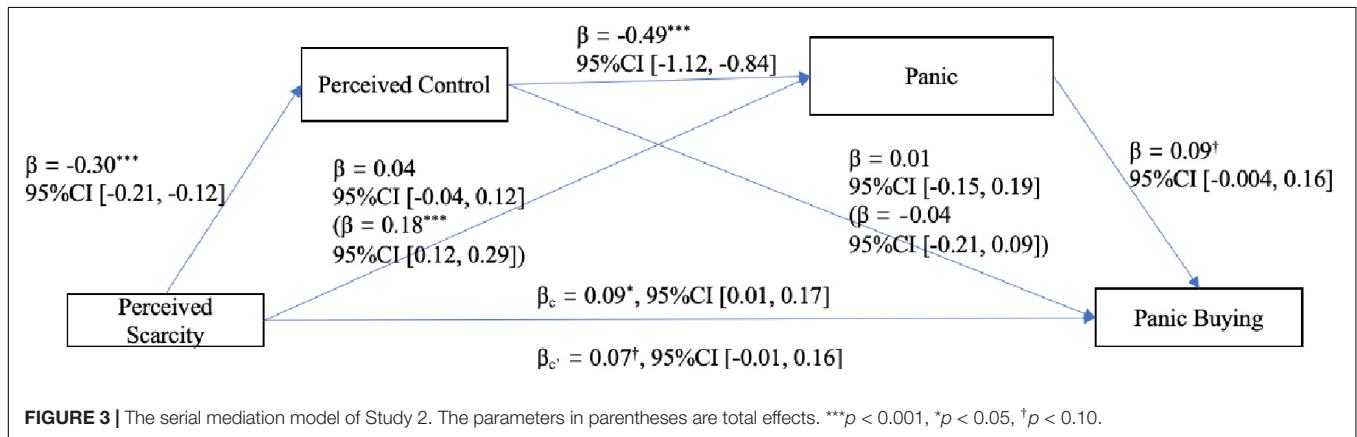 β = -0.49***
95%CI [-1.12, -0.84]
Perceived Control
Panic
β = -0.30***
95%CI [-0.21, -0.12]
β = 0.04
95%CI [-0.04, 0.12]
(β = 0.18***
95%CI [0.12, 0.29])
β = 0.01
95%CI [-0.15, 0.19]
(β = -0.04
95%CI [-0.21, 0.09])
β = 0.09†
95%CI [-0.004, 0.16]
Perceived
Scarcity
βc = 0.09*, 95%CI [0.01, 0.17]
Panic Buying
βc' = 0.07†, 95%CI [-0.01, 0.16]
FIGURE 3 | The serial mediation model of Study 2. The parameters in parentheses are total effects. ***p < 0.001, *p < 0.05, †p < 0.10.